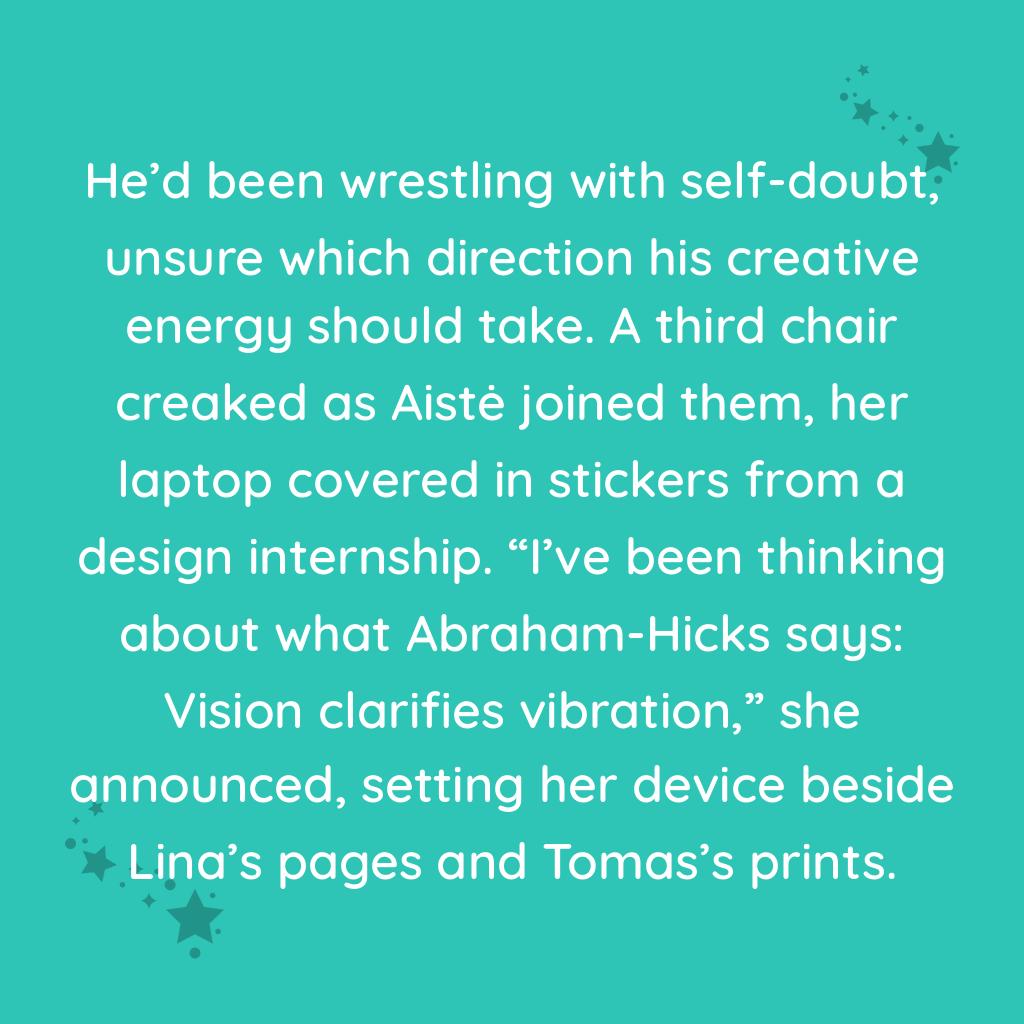 He’d been wrestling with self-doubt,
unsure which direction his creative
energy should take. A third chair
creaked as Aistė joined them, her
laptop covered in stickers from a
design internship. “I’ve been thinking
about what Abraham-Hicks says:
Vision clarifies vibration,” she
announced, setting her device beside
Lina’s pages and Tomas’s prints.